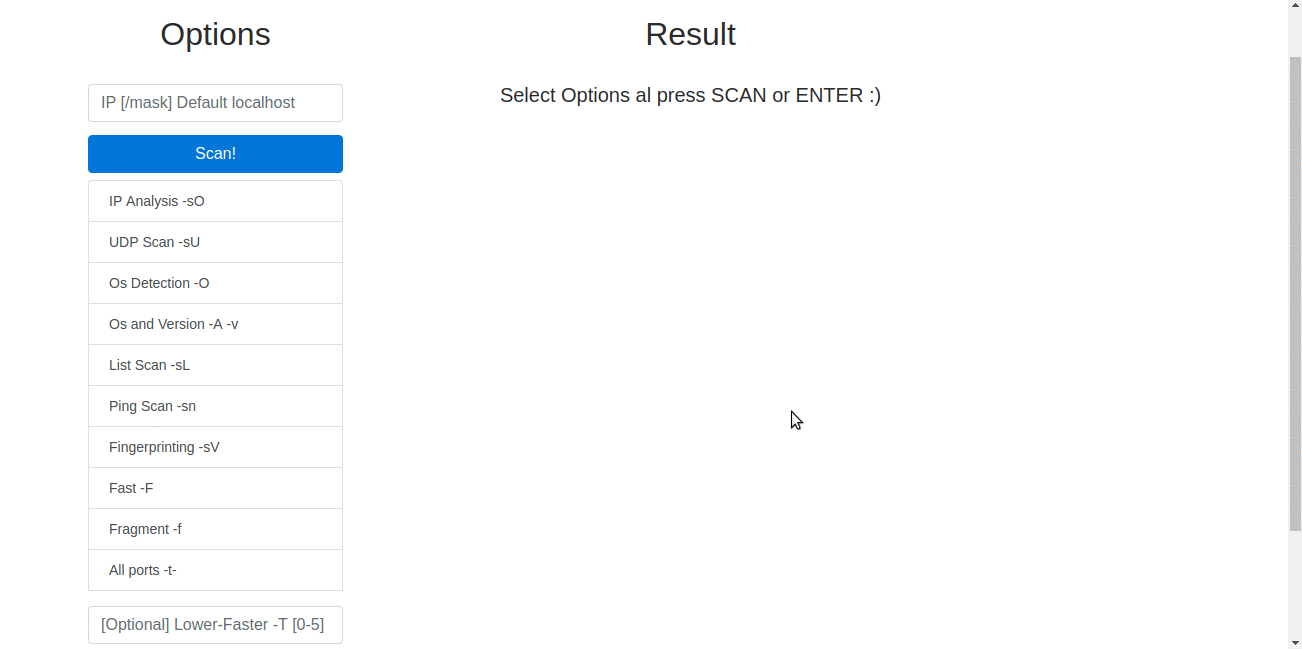 Options
IP [/mask] Default localhost
Scan!
IP Analysis -sO
UDP Scan -sU
Os Detection -O
Os and Version -A -v
List Scan -sL
Ping Scan -sn
Fingerprinting -sV
Fast -F
Fragment -f
All ports -t-
[Optional] Lower-Faster -T [0-5]
Result
Select Options al press SCAN or ENTER :)